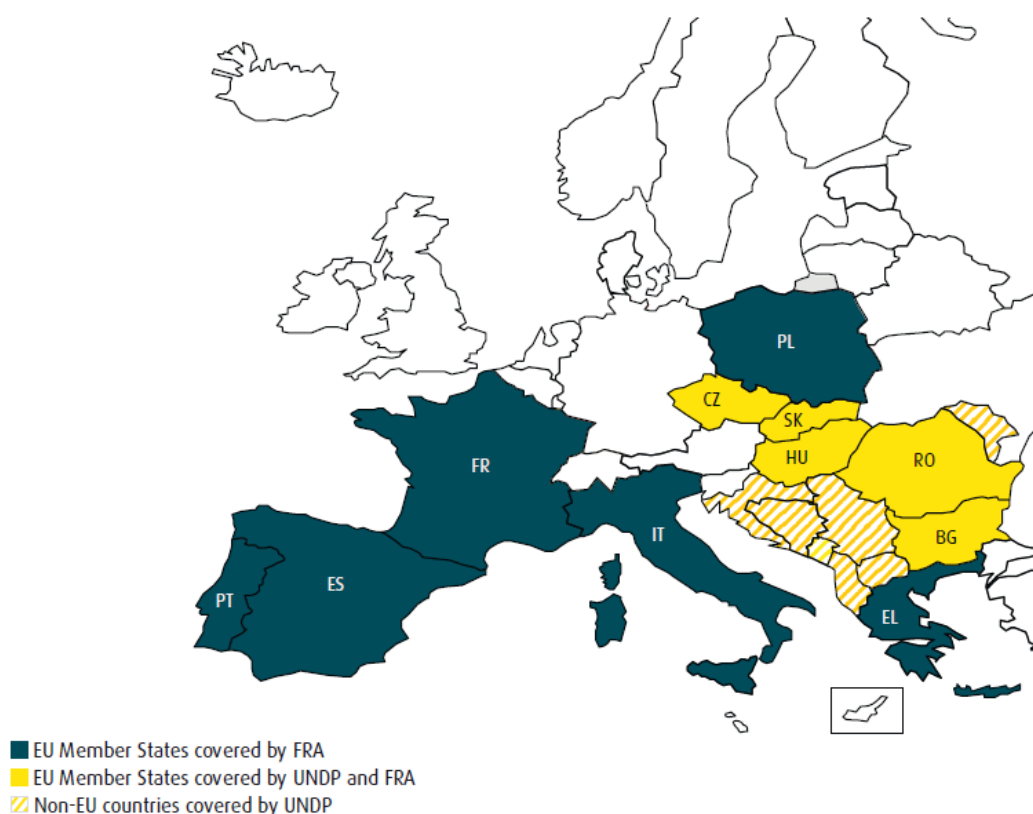 PL
CZ
SK
HU
RO
FR
IT
BG
ES
PT
EL
EU Member States covered by FRA
EU Member States covered by UNDP and FRA
Non-EU countries covered by UNDP